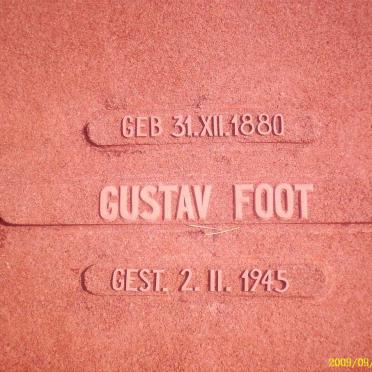 GEB 31.XII.1880
GUSTAV FOOT
GEST. 2. II. 1945
2009/09/